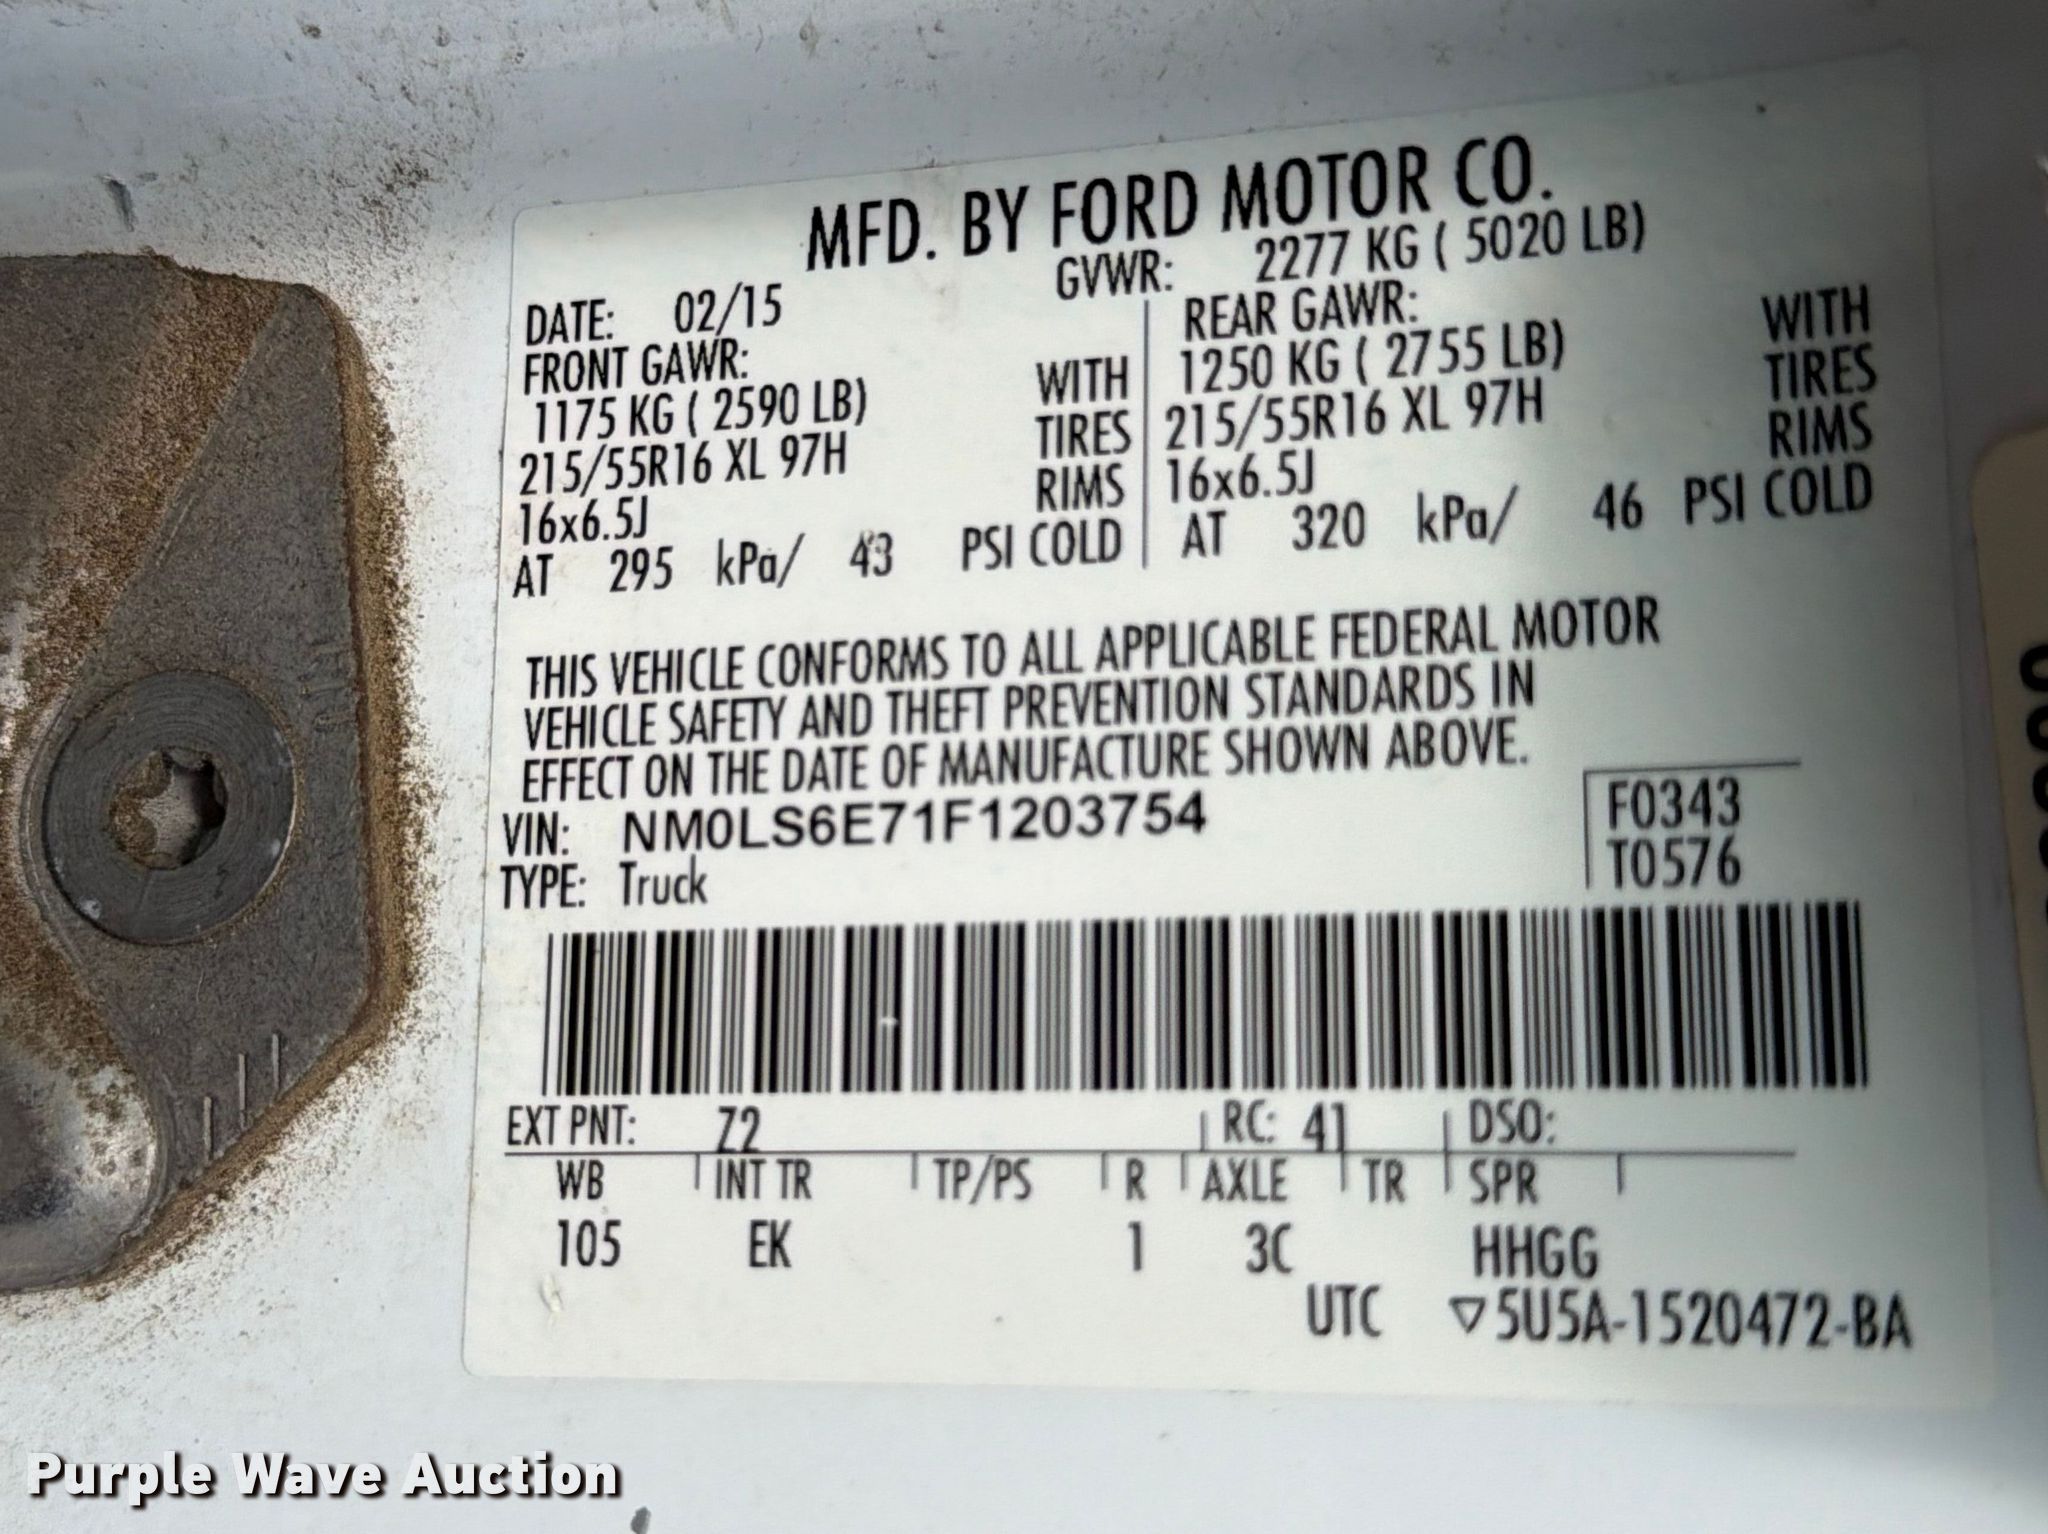 MFD. BY FORD MOTOR CO.
DATE: 02/15 GVWR: 2277 KG ( 5020 LB)
FRONT GAWR: REAR GAWR:
1175 KG ( 2590 LB) WITH 1250 KG ( 2755 LB) WITH
215/55R16 XL 97H TIRES 215/55R16 XL 97H TIRES
16x6.5J RIMS 16x6.5J RIMS
AT 295 kPa/ 43 PSI COLD AT 320 kPa/ 46 PSI COLD
THIS VEHICLE CONFORMS TO ALL APPLICABLE FEDERAL MOTOR
VEHICLE SAFETY AND THEFT PREVENTION STANDARDS IN
EFFECT ON THE DATE OF MANUFACTURE SHOWN ABOVE.
VIN: NM0LS6E71F1203754 F0343
TYPE: Truck T0576
EXT PNT: Z2 RC: 41 DSO:
WB INT TR TP/PS R AXLE TR SPR
105 EK 1 3C HHGG
UTC ▽5U5A-1520472-BA
Purple Wave Auction